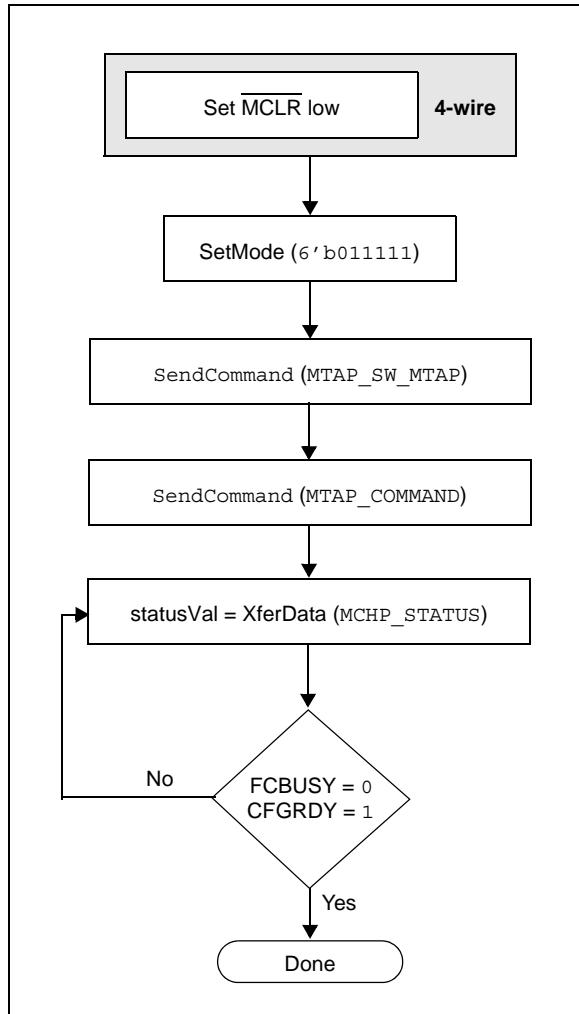 Set MCLR low
4-wire
SetMode (6’b011111)
SendCommand (MTAP_SW_MTAP)
SendCommand (MTAP_COMMAND)
statusVal = XferData (MCHP_STATUS)
FCBUSY = 0
CFGRDY = 1
No
Yes
Done